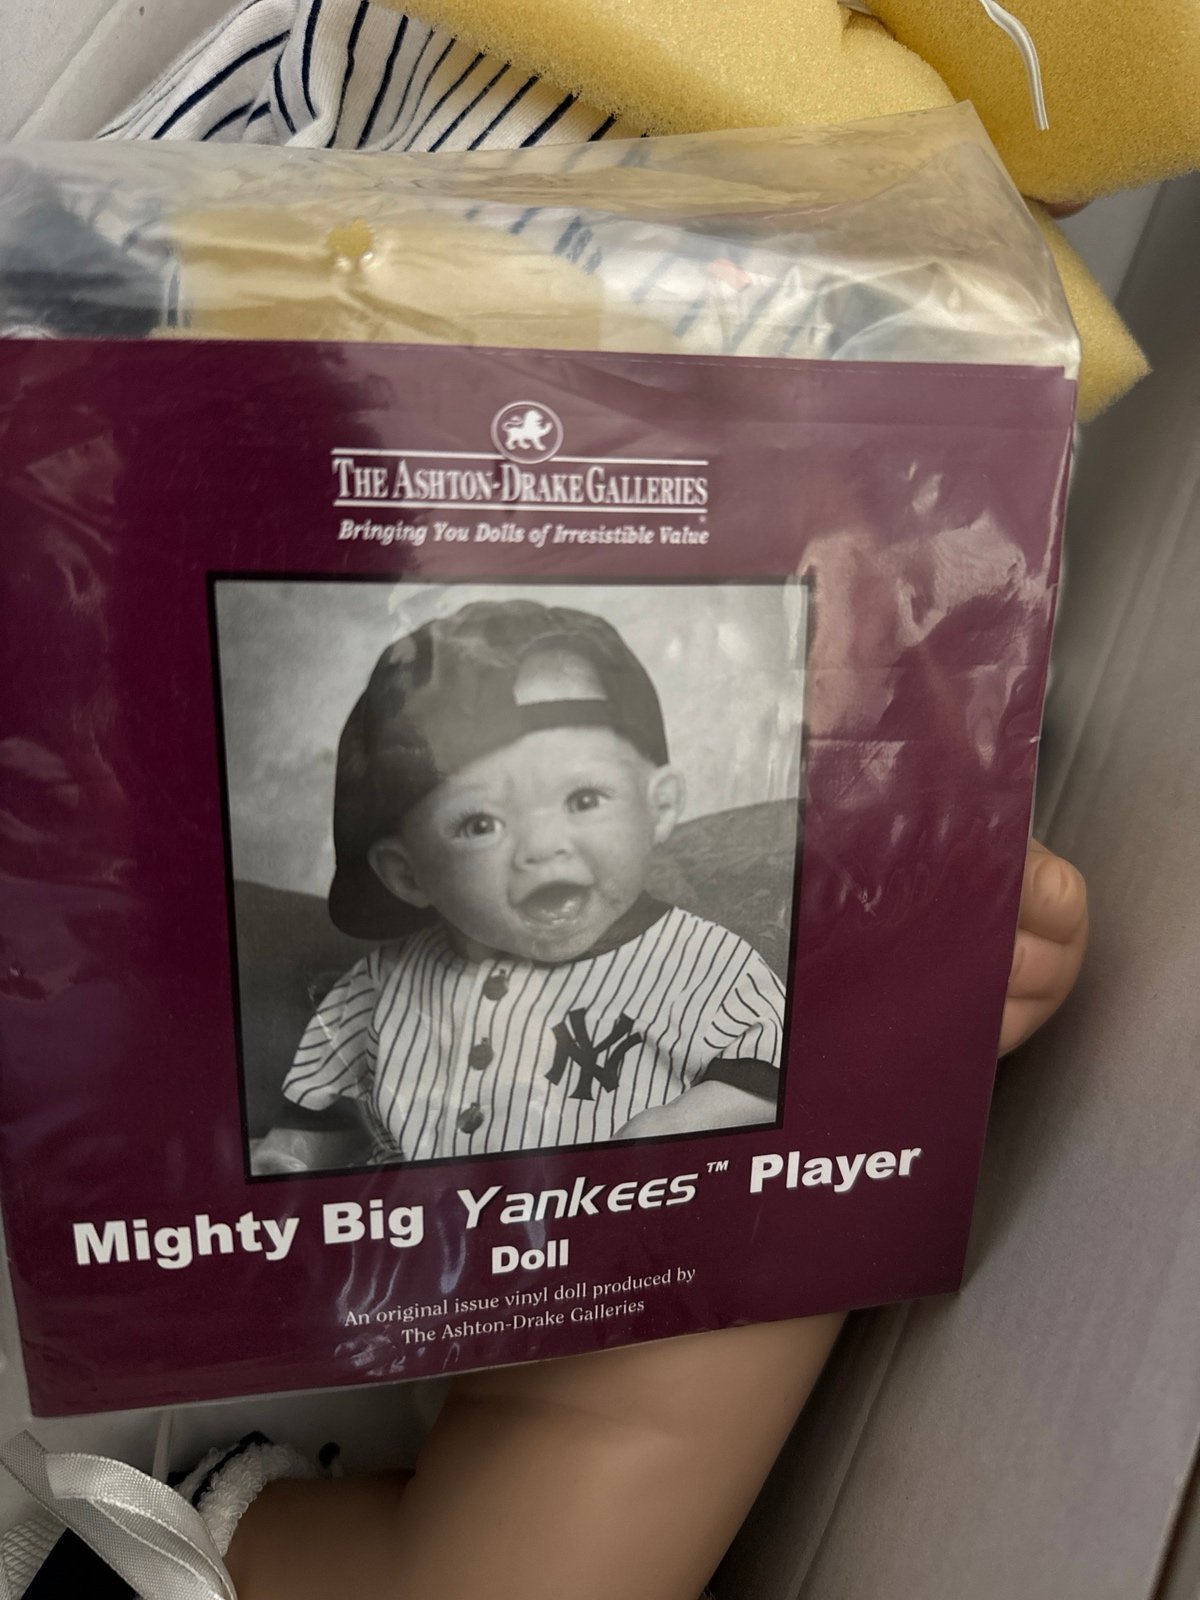 THE ASHTON-DRAKE GALLERIES
Bringing You Dolls of Irresistible Value
NY
Mighty Big Yankees™ Player
Doll
An original issue vinyl doll produced by
The Ashton-Drake Galleries